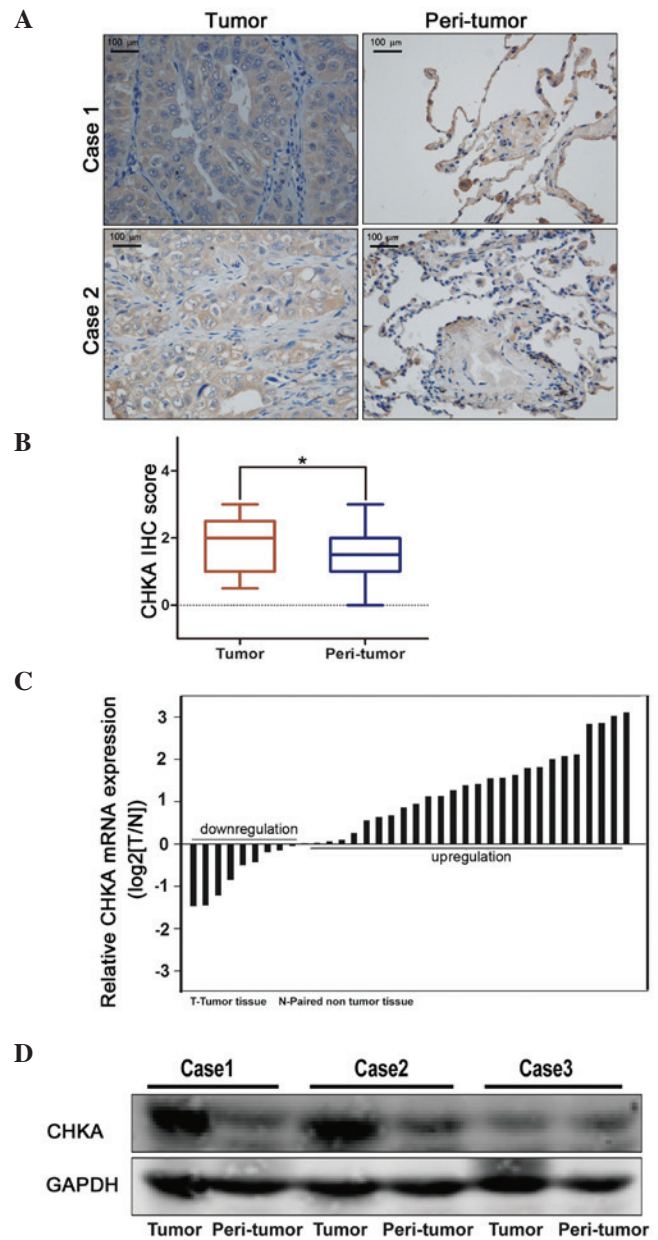 A
Tumor Peri-tumor
Case 1
100 μm
100 μm
Case 2
100 μm
100 μm
B
CHKA IHC score
4
2
0
*
Tumor Peri-tumor
C
Relative CHKA mRNA expression
(log2[T/N])
3
2
1
0
-1
-2
-3
downregulation
upregulation
T-Tumor tissue N-Paired non tumor tissue
D
Case1 Case2 Case3
CHKA
GAPDH
Tumor Peri-tumor Tumor Peri-tumor Tumor Peri-tumor